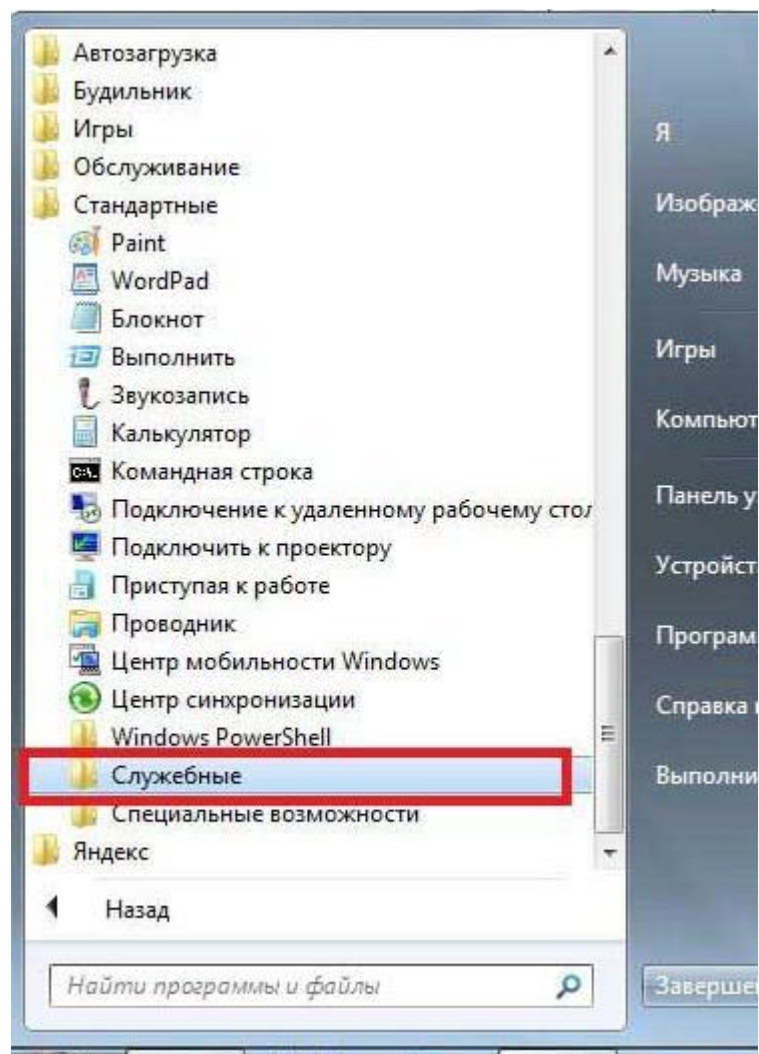 Автозагрузка
Будильник
Игры
Обслуживание
Стандартные
Paint
WordPad
Блокнот
Выполнить
Звукозапись
Калькулятор
Командная строка
Подключение к удаленному рабочему стол
Подключить к проектору
Приступая к работе
Проводник
Центр мобильности Windows
Центр синхронизации
Windows PowerShell
Служебные
Специальные возможности
Яндекс
Назад
Найти программы и файлы
Я
Изображ
Музыка
Игры
Компьют
Панель у
Устройст
Програм
Справка
Выполни
Заверше